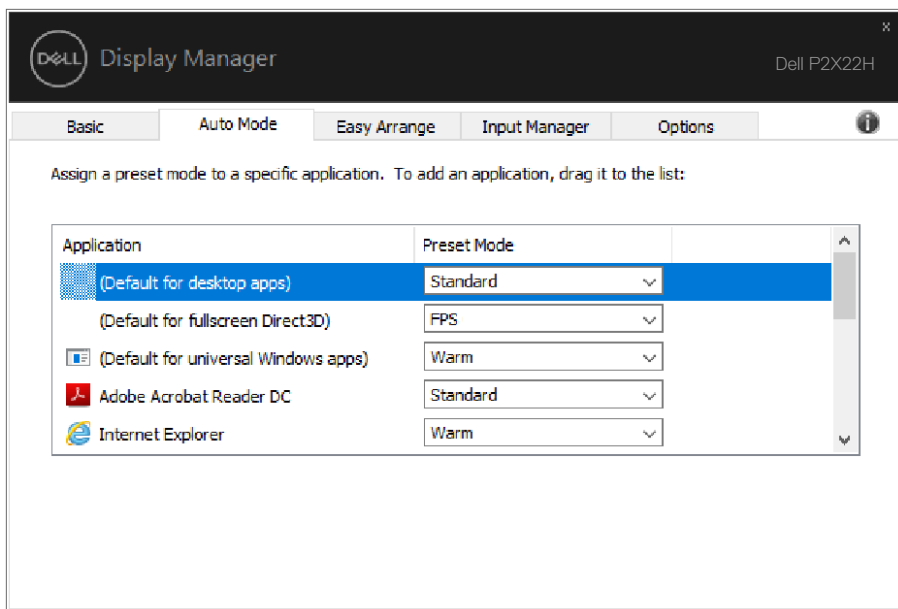 x
DELL Display Manager
Dell P2X22H
Basic Auto Mode Easy Arrange Input Manager Options
Assign a preset mode to a specific application. To add an application, drag it to the list:
Application Preset Mode
(Default for desktop apps) Standard
(Default for fullscreen Direct3D) FPS
(Default for universal Windows apps) Warm
Adobe Acrobat Reader DC Standard
Internet Explorer Warm